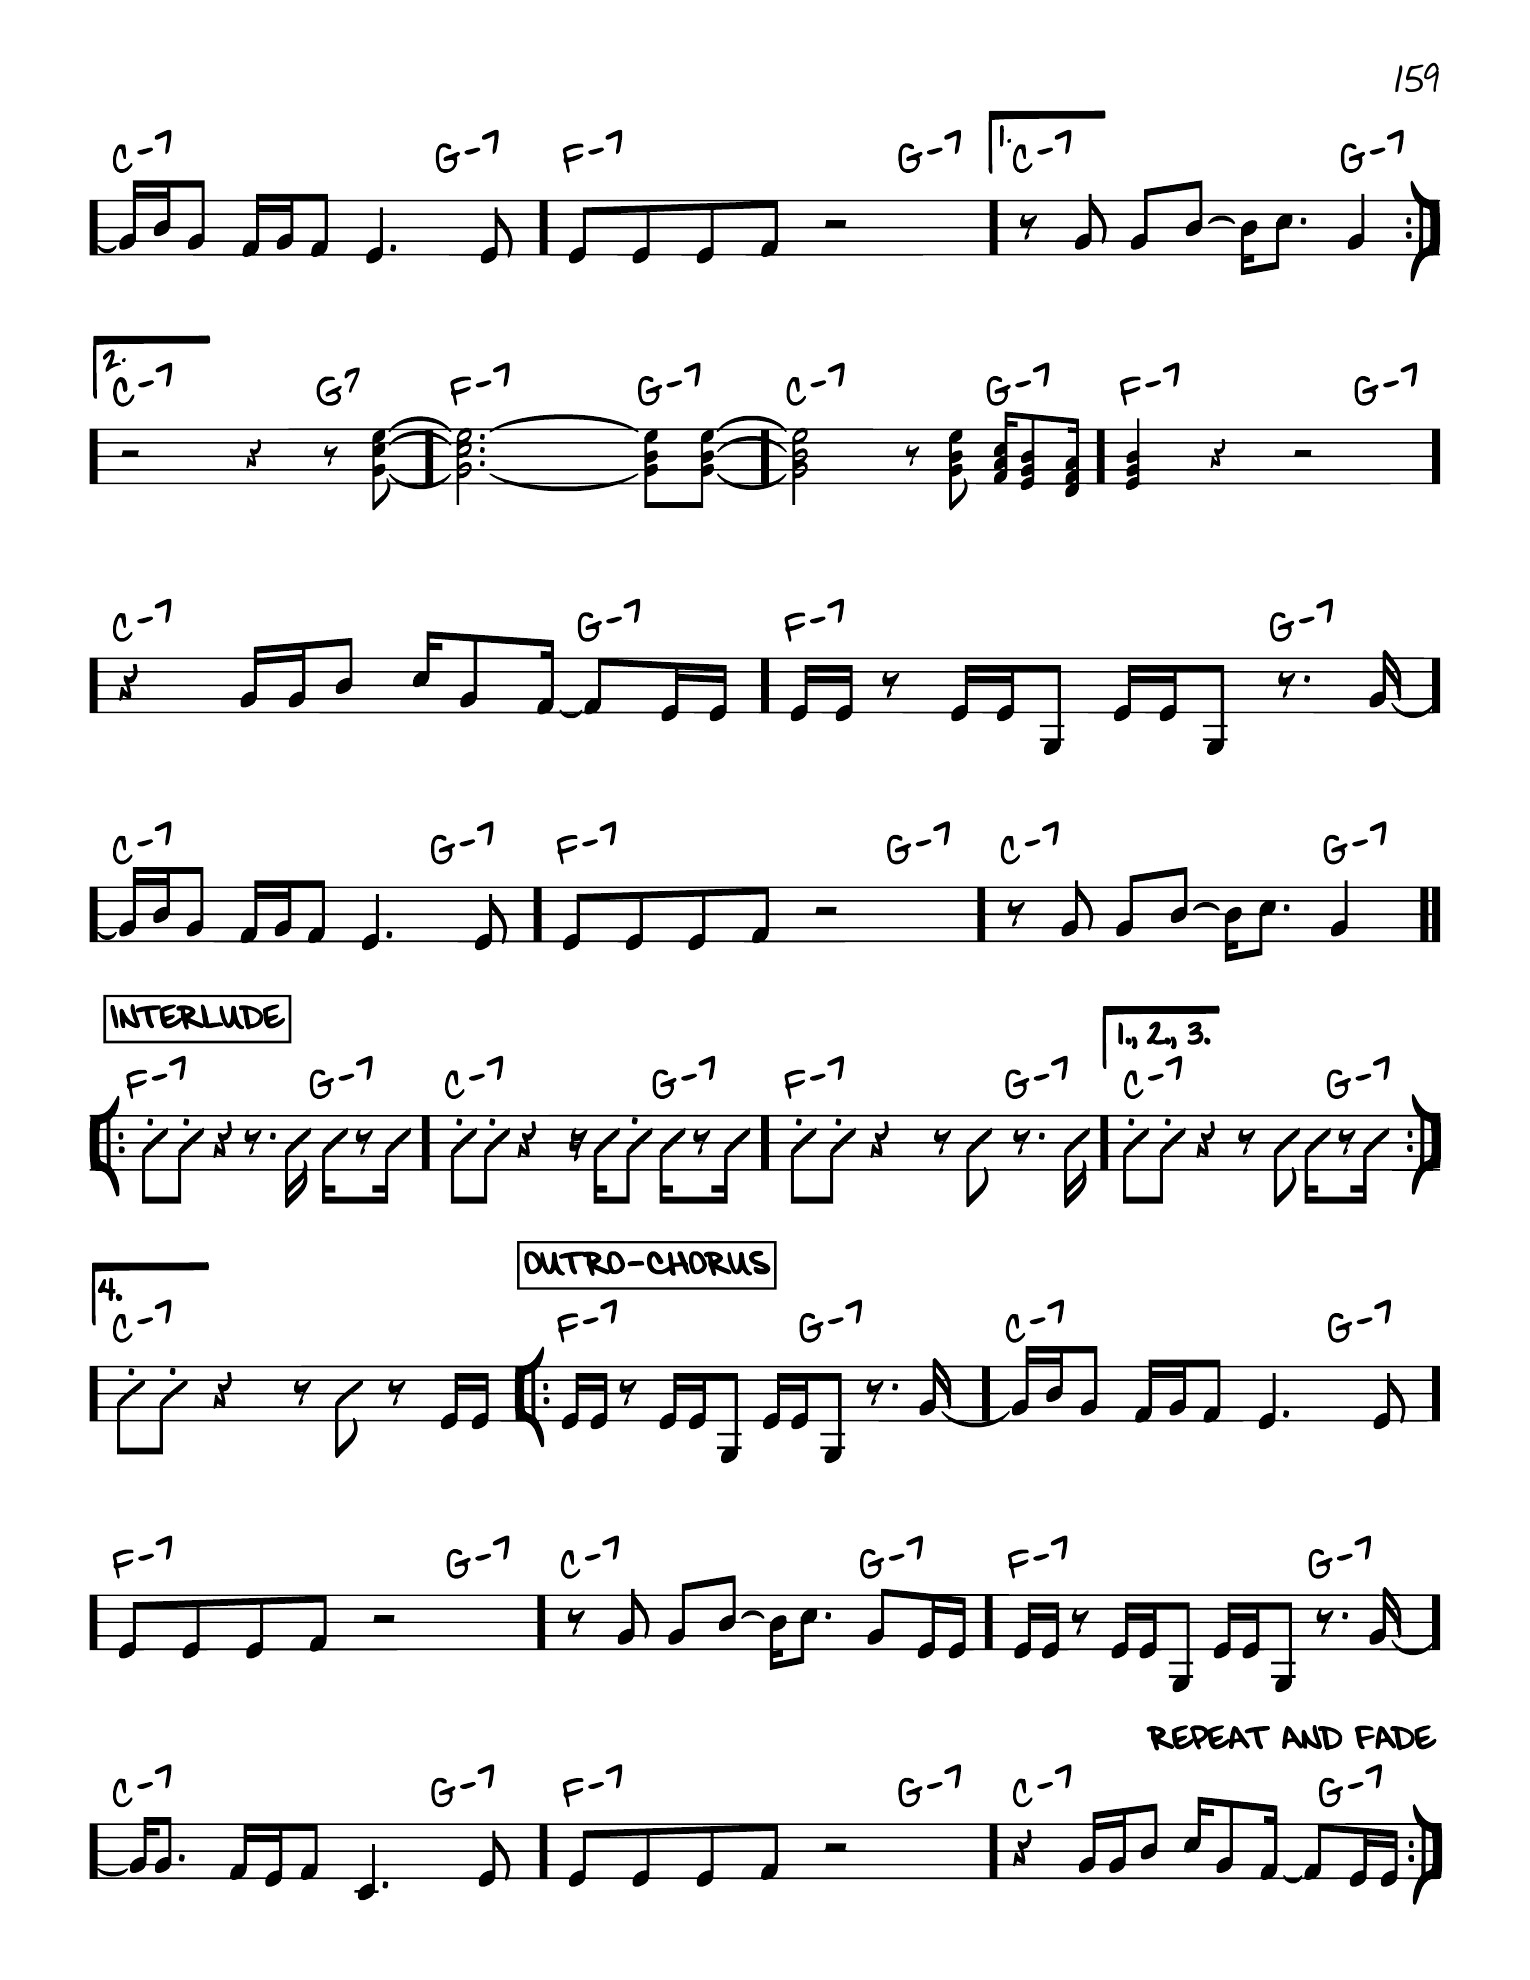 159
C-7 G-7 F-7 G-7 1. C-7 G-7
2.
C-7 G7 F-7 G-7 C-7 G-7 F-7 G-7
C-7 G-7 F-7 G-7
C-7 G-7 F-7 G-7 C-7 G-7
INTERLUDE 1., 2., 3.
F-7 G-7 C-7 G-7 F-7 G-7 C-7 G-7
4. OUTRO-CHORUS
C-7 F-7 G-7 C-7 G-7
F-7 G-7 C-7 G-7 F-7 G-7
REPEAT AND FADE
C-7 G-7 F-7 G-7 C-7 G-7